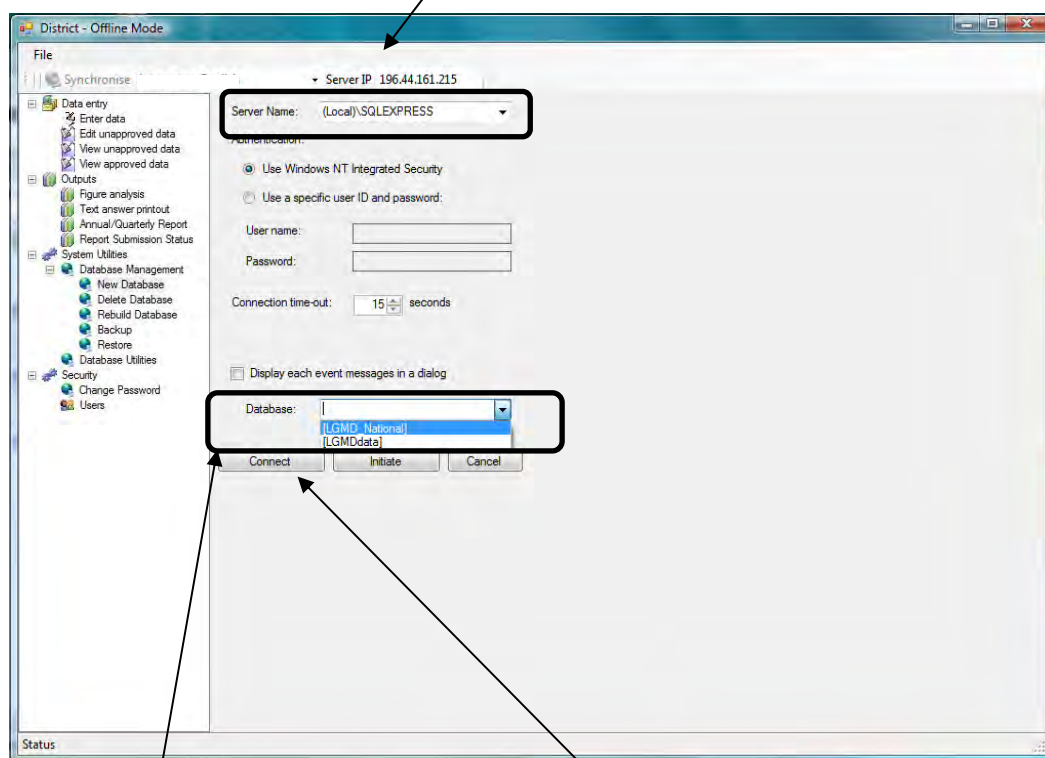 District - Offline Mode
File
Synchronise
Server IP 196.44.161.215
Data entry
Enter data
Edit unapproved data
View unapproved data
View approved data
Outputs
Figure analysis
Text answer printout
Annual/Quarterly Report
Report Submission Status
System Utilities
Database Management
New Database
Delete Database
Rebuild Database
Backup
Restore
Database Utilities
Security
Change Password
Users
Server Name: (Local)\SQLEXPRESS
Authentication:
Use Windows NT Integrated Security
Use a specific user ID and password:
User name:
Password:
Connection time-out: 15 seconds
Display each event messages in a dialog
Database:
[LGMD_National]
[LGMDdata]
Connect Initiate Cancel
Status